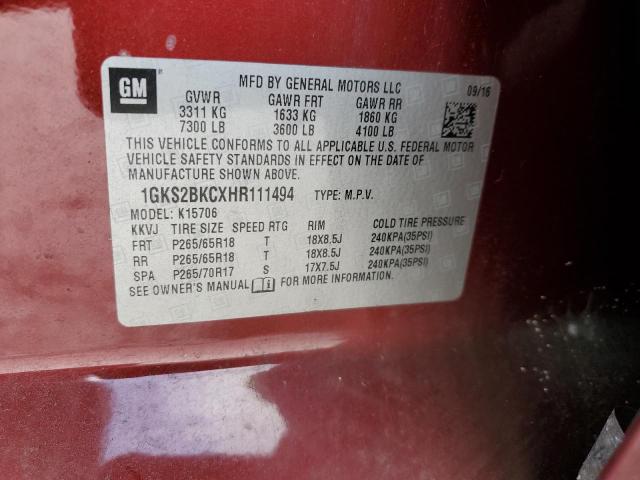 GM
MFD BY GENERAL MOTORS LLC 09/16
GVWR GAWR FRT GAWR RR
3311 KG 1633 KG 1860 KG
7300 LB 3600 LB 4100 LB
THIS VEHICLE CONFORMS TO ALL APPLICABLE U.S. FEDERAL MOTOR
VEHICLE SAFETY STANDARDS IN EFFECT ON THE DATE OF
MANUFACTURE SHOWN ABOVE.
1GKS2BKCXHR111494 TYPE: M.P.V.
MODEL: K15706
KKVJ TIRE SIZE SPEED RTG RIM COLD TIRE PRESSURE
FRT P265/65R18 T 18X8.5J 240KPA(35PSI)
RR P265/65R18 T 18X8.5J 240KPA(35PSI)
SPA P265/70R17 S 17X7.5J 240KPA(35PSI)
SEE OWNER'S MANUAL i FOR MORE INFORMATION.